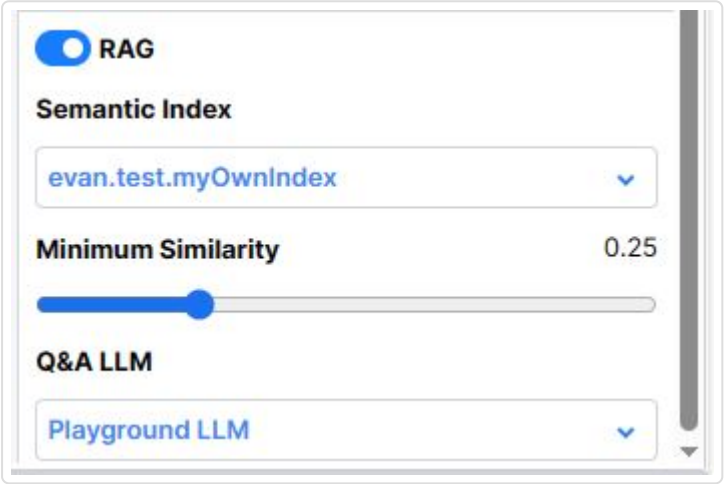 RAG
Semantic Index
evan.test.myOwnIndex
Minimum Similarity 0.25
Q&A LLM
Playground LLM